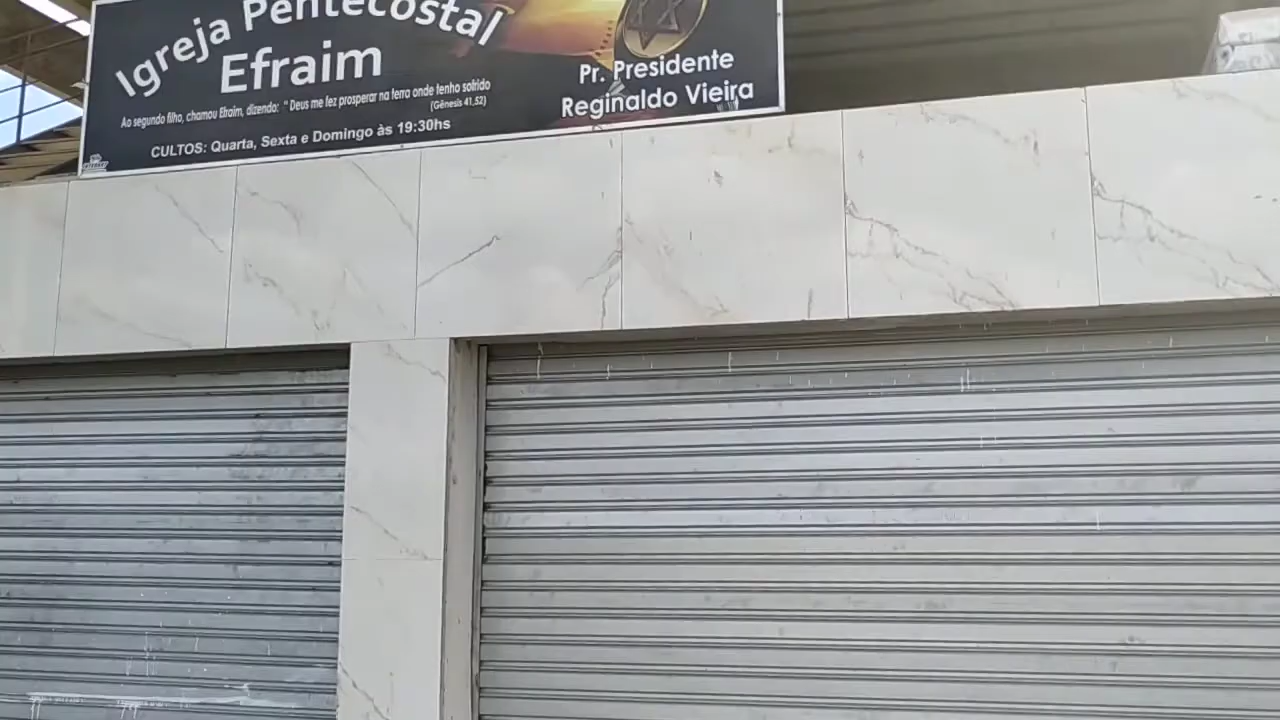 Igreja Pentecostal
Efraim
Ao segundo filho, chamou Efraim, dizendo: “ Deus me fez prosperar na terra onde tenho sofrido
(Gênesis 41,52)
CULTOS: Quarta, Sexta e Domingo às 19:30hs
Pr. Presidente
Reginaldo Vieira